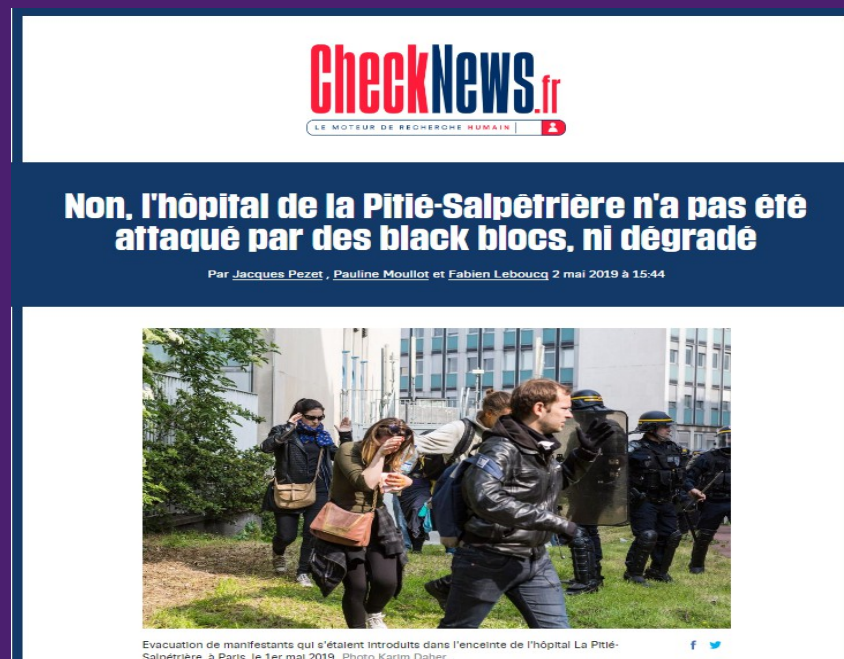 CheckNews.fr
LE MOTEUR DE RECHERCHE HUMAIN
Non, l'hôpital de la Pitié-Salpêtrière n'a pas été
attaqué par des black blocs, ni dégradé
Par Jacques Pezet , Pauline Moullot et Fabien Leboucq 2 mai 2019 à 15:44
Evacuation de manifestants qui s'étaient introduits dans l'enceinte de l'hôpital La Pitié-
Salpêtrière, à Paris, le 1er mai 2019. Photo Karim Daher